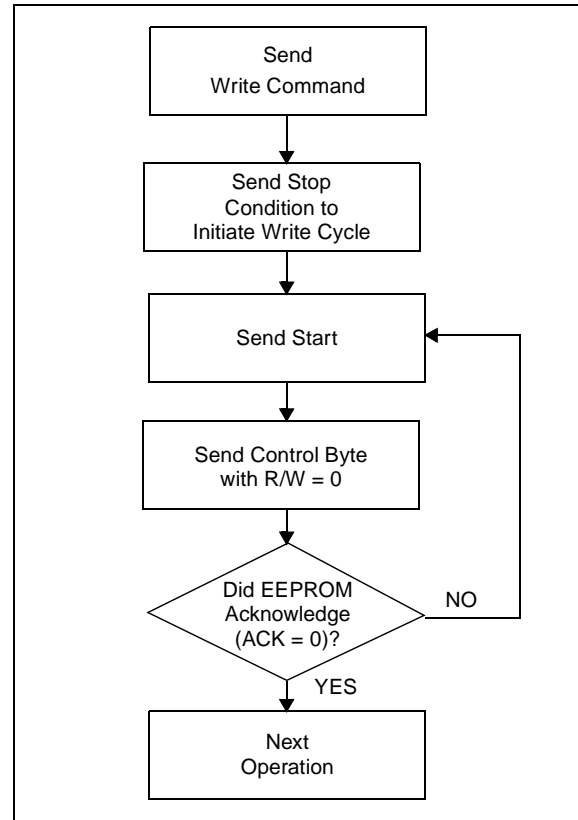 Send
Write Command
Send Stop
Condition to
Initiate Write Cycle
Send Start
Send Control Byte
with R/W = 0
Did EEPROM
Acknowledge
(ACK = 0)?
NO
YES
Next
Operation